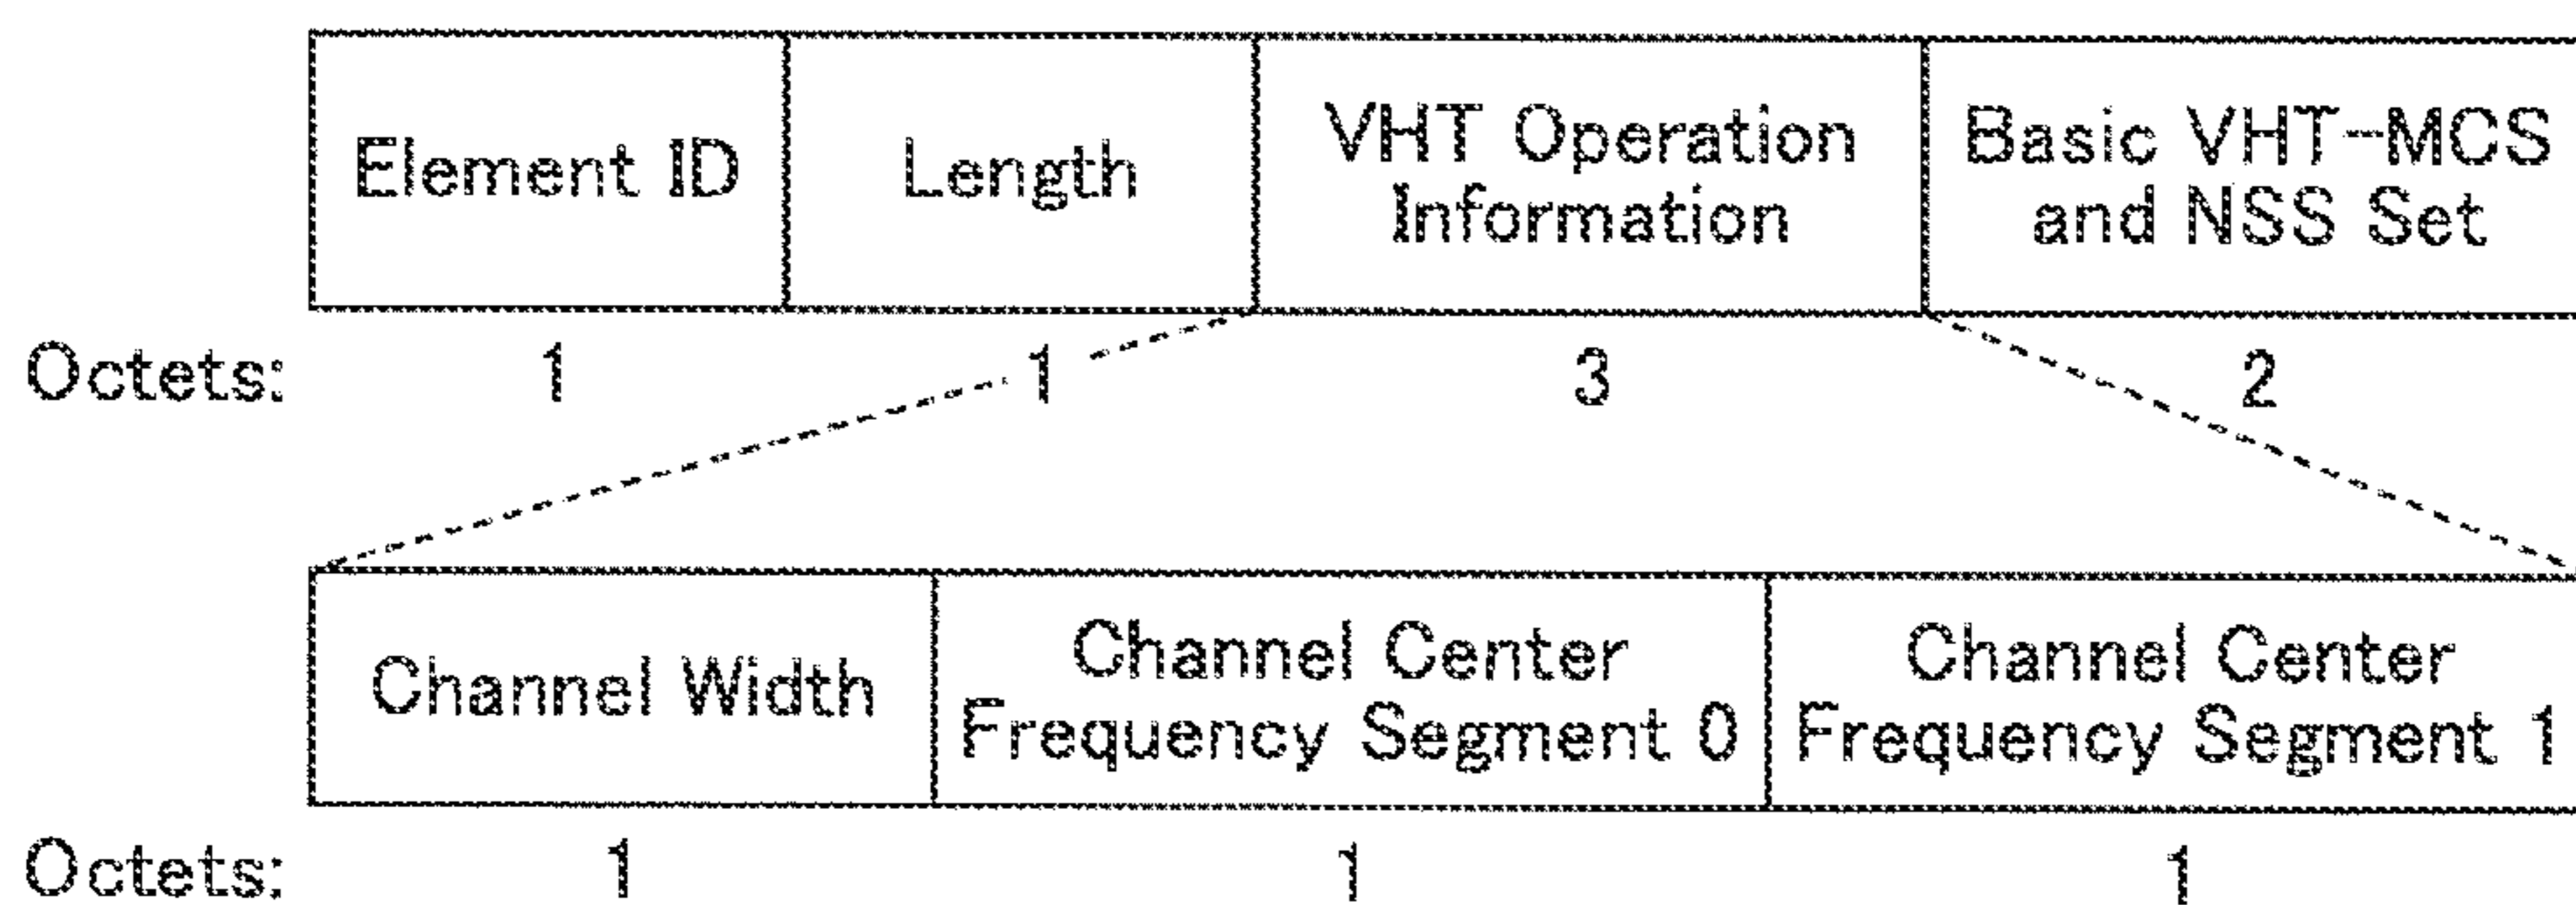 Element ID
Length
VHT Operation
Information
Basic VHT-MCS
and NSS Set
Octets: 1 1 3 2
Channel Width
Channel Center
Frequency Segment 0
Channel Center
Frequency Segment 1
Octets: 1 1 1